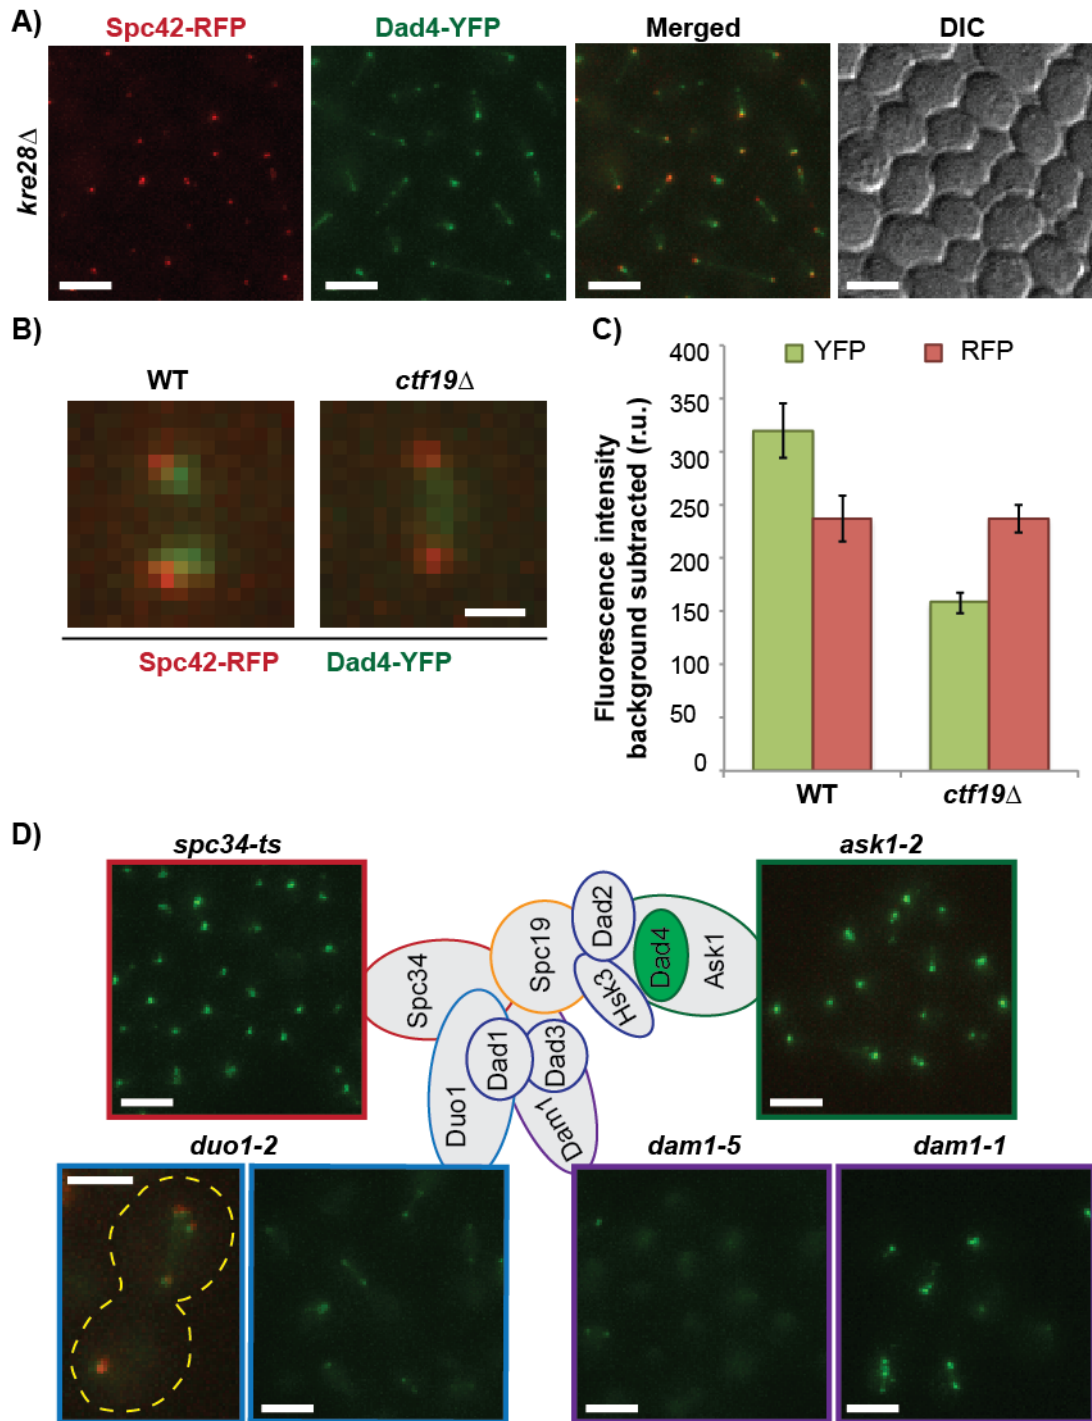 A)
Spc42-RFP Dad4-YFP Merged DIC
kre28Δ
B)
WT ctf19Δ
Spc42-RFP Dad4-YFP
C)
YFP RFP
Fluorescence intensity
background subtracted (r.u.)
400
350
300
250
200
150
100
50
0
WT ctf19Δ
D)
spc34-ts ask1-2
Spc34
Spc19
Dad2
Hsk3
Dad4
Ask1
Duo1
Dad1
Dad3
Dam1
duo1-2 dam1-5 dam1-1